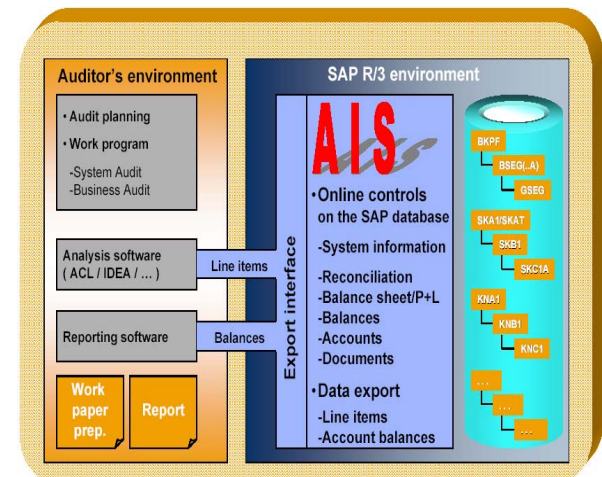 Auditor's environment
• Audit planning
• Work program
-System Audit
-Business Audit
Analysis software
( ACL / IDEA / ... )
Reporting software
Work
paper
prep.
Report
Line items
Balances
SAP R/3 environment
Export interface
AIS
• Online controls
on the SAP database
-System information
-Reconciliation
-Balance sheet/P+L
-Balances
-Accounts
-Documents
• Data export
-Line items
-Account balances
BKPF
BSEG(..A)
GSEG
SKA1/SKAT
SKB1
SKC1A
KNA1
KNB1
KNC1
...
...
...